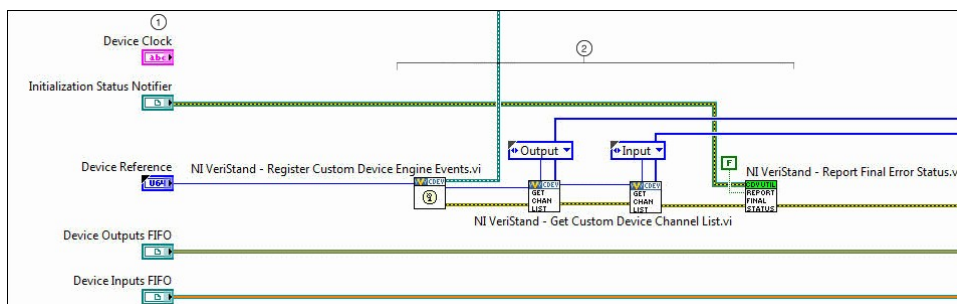 1
Device Clock
abc
2
Initialization Status Notifier
Output
Input
Device Reference
NI VeriStand - Register Custom Device Engine Events.vi
F
NI VeriStand - Report Final Error Status.v
U64
CDEV
CDEV
GET
CHAN
LIST
CDEV
GET
CHAN
LIST
CDV UTIL
REPORT
FINAL
STATUS
NI VeriStand - Get Custom Device Channel List.vi
Device Outputs FIFO
Device Inputs FIFO